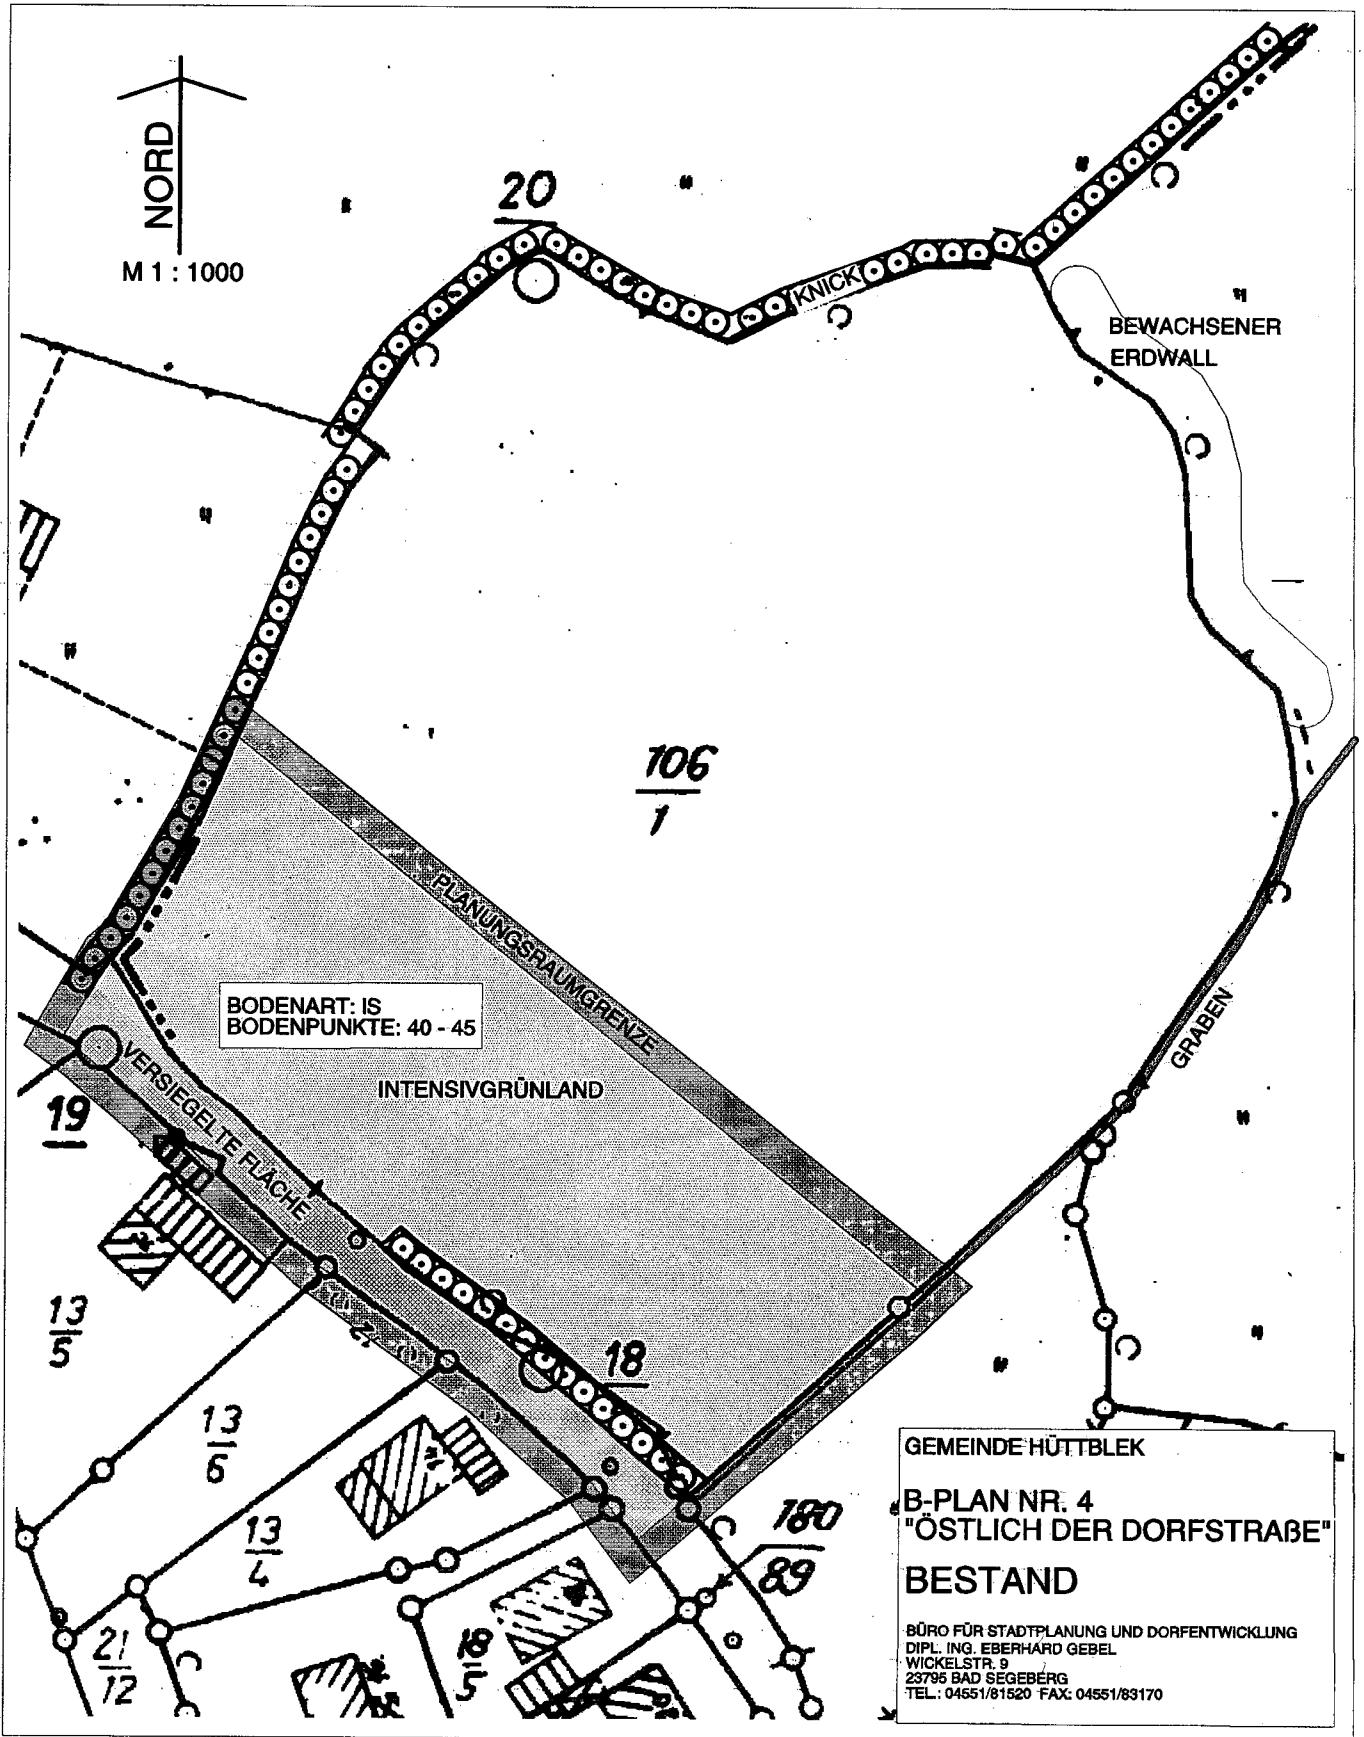 NORD
M 1 : 1000
20
KNICK
BEWACHSENER
ERDWALL
106
1
PLANUNGSRAUMGRENZE
BODENART: IS
BODENPUNKTE: 40 - 45
INTENSIVGRÜNLAND
VERSIEGELTE FLÄCHE
GRABEN
19
18
13
5
13
6
13
4
21
12
18
5
180
89
GEMEINDE HÜTTBLEK
B-PLAN NR. 4
"ÖSTLICH DER DORFSTRAßE"
BESTAND
BÜRO FÜR STADTPLANUNG UND DORFENTWICKLUNG
DIPL. ING. EBERHARD GEBEL
WICKELSTR. 9
23795 BAD SEGEBERG
TEL.: 04551/81520 FAX: 04551/83170